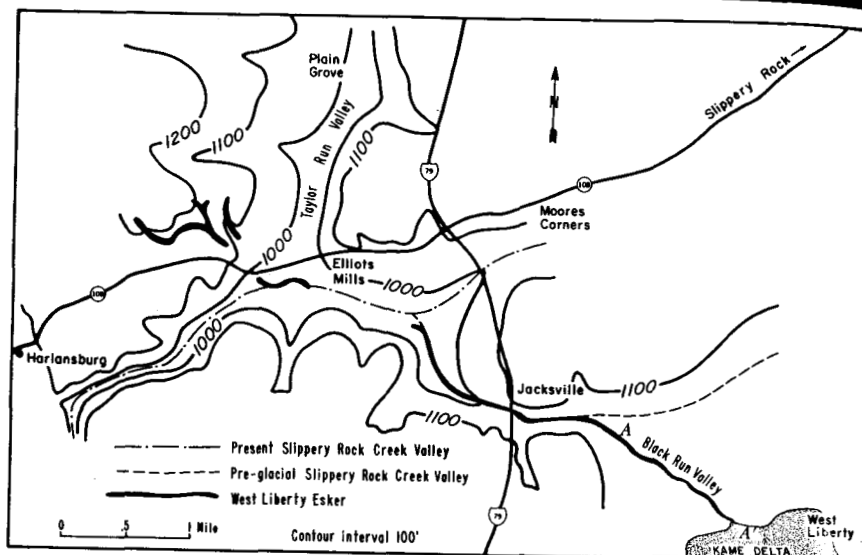 Plain
Grove
Slippery Rock
1200
1100
Taylor Run Valley
1100
N
79
108
Moores
Corners
1000
Elliots
Mills
1000
108
1000
Harlansburg
Jacksville
1100
1100
A
Black Run Valley
Present Slippery Rock Creek Valley
Pre-glacial Slippery Rock Creek Valley
West Liberty Esker
0 .5 1 Mile
Contour interval 100'
79
A'
West
Liberty
KAME DELTA